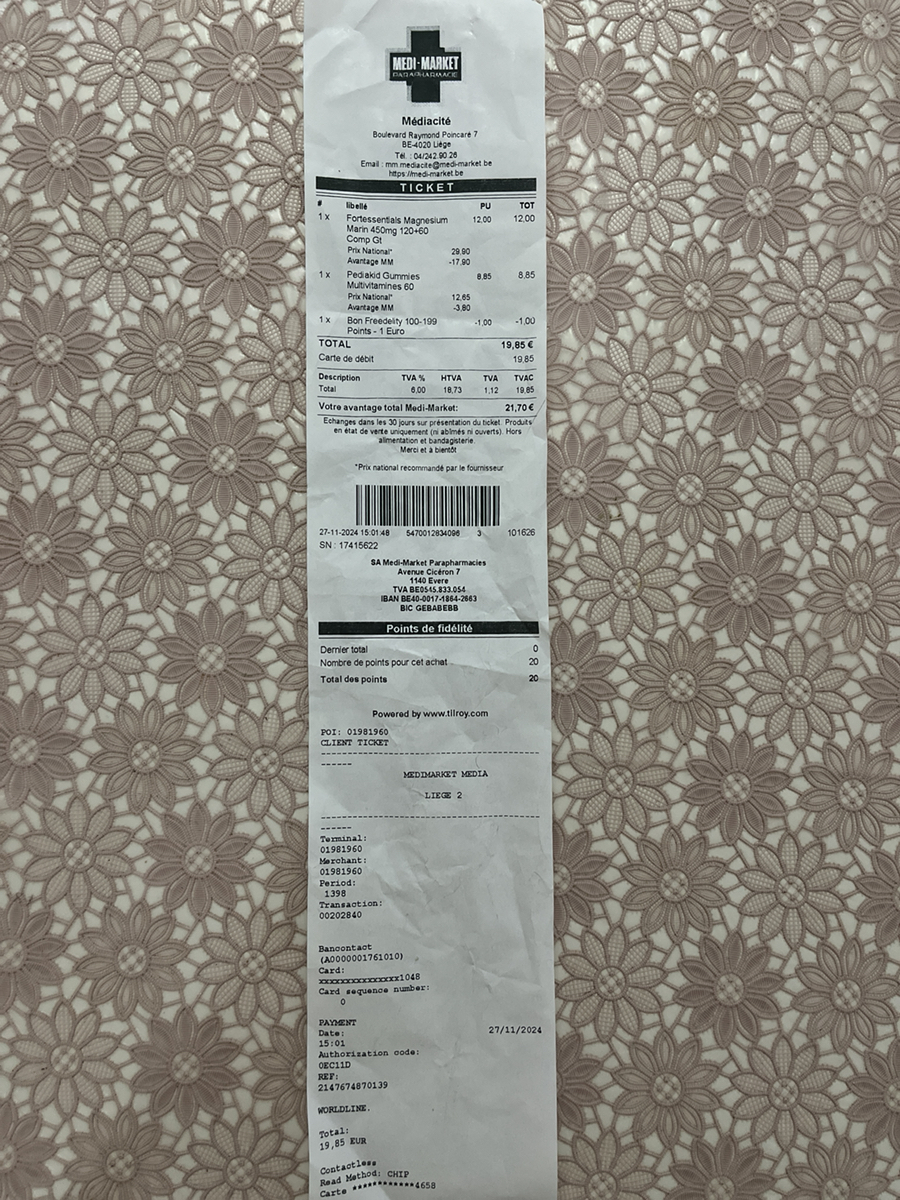 MEDI-MARKET
PARAPHARMACIE
Médiacité
Boulevard Raymond Poincaré 7
BE-4020 Liège
Tél. : 04/242.90.26
Email : mm.mediacite@medi-market.be
https://medi-market.be
TICKET
# libellé PU TOT
1 x Fortessentials Magnesium 12,00 12,00
Marin 450mg 120+60
Comp Gt
Prix National* 29,90
Avantage MM -17,90
1 x Pediakid Gummies 8,85 8,85
Multivitamines 60
Prix National* 12,65
Avantage MM -3,80
1 x Bon Freedelity 100-199 -1,00 -1,00
Points - 1 Euro
TOTAL 19,85 €
Carte de débit 19,85
Description TVA % HTVA TVA TVAC
Total 6,00 18,73 1,12 19,85
Votre avantage total Medi-Market: 21,70 €
Echanges dans les 30 jours sur présentation du ticket. Produits
en état de vente uniquement (ni abîmés ni ouverts). Hors
alimentation et bandagisterie.
Merci et à bientôt
*Prix national recommandé par le fournisseur
27-11-2024 15:01:48 5470012834096 3 101626
SN : 17415622
SA Medi-Market Parapharmacies
Avenue Cicéron 7
1140 Evere
TVA BE0545.833.054
IBAN BE40-0017-1864-2663
BIC GEBABEBB
Points de fidélité
Dernier total 0
Nombre de points pour cet achat 20
Total des points 20
Powered by www.tilroy.com
POI: 01981960
CLIENT TICKET
------------------------------------------
------
MEDIMARKET MEDIA
LIEGE 2
------------------------------------------
------
Terminal:
01981960
Merchant:
01981960
Period:
1398
Transaction:
00202840
Bancontact
(A0000001761010)
Card:
xxxxxxxxxxxxxxx1048
Card sequence number:
0
PAYMENT
Date: 27/11/2024
15:01
Authorization code:
0EC11D
REF:
2147674870139
WORLDLINE.
Total:
19,85 EUR
Contactless
Read Method: CHIP
Carte ************4658